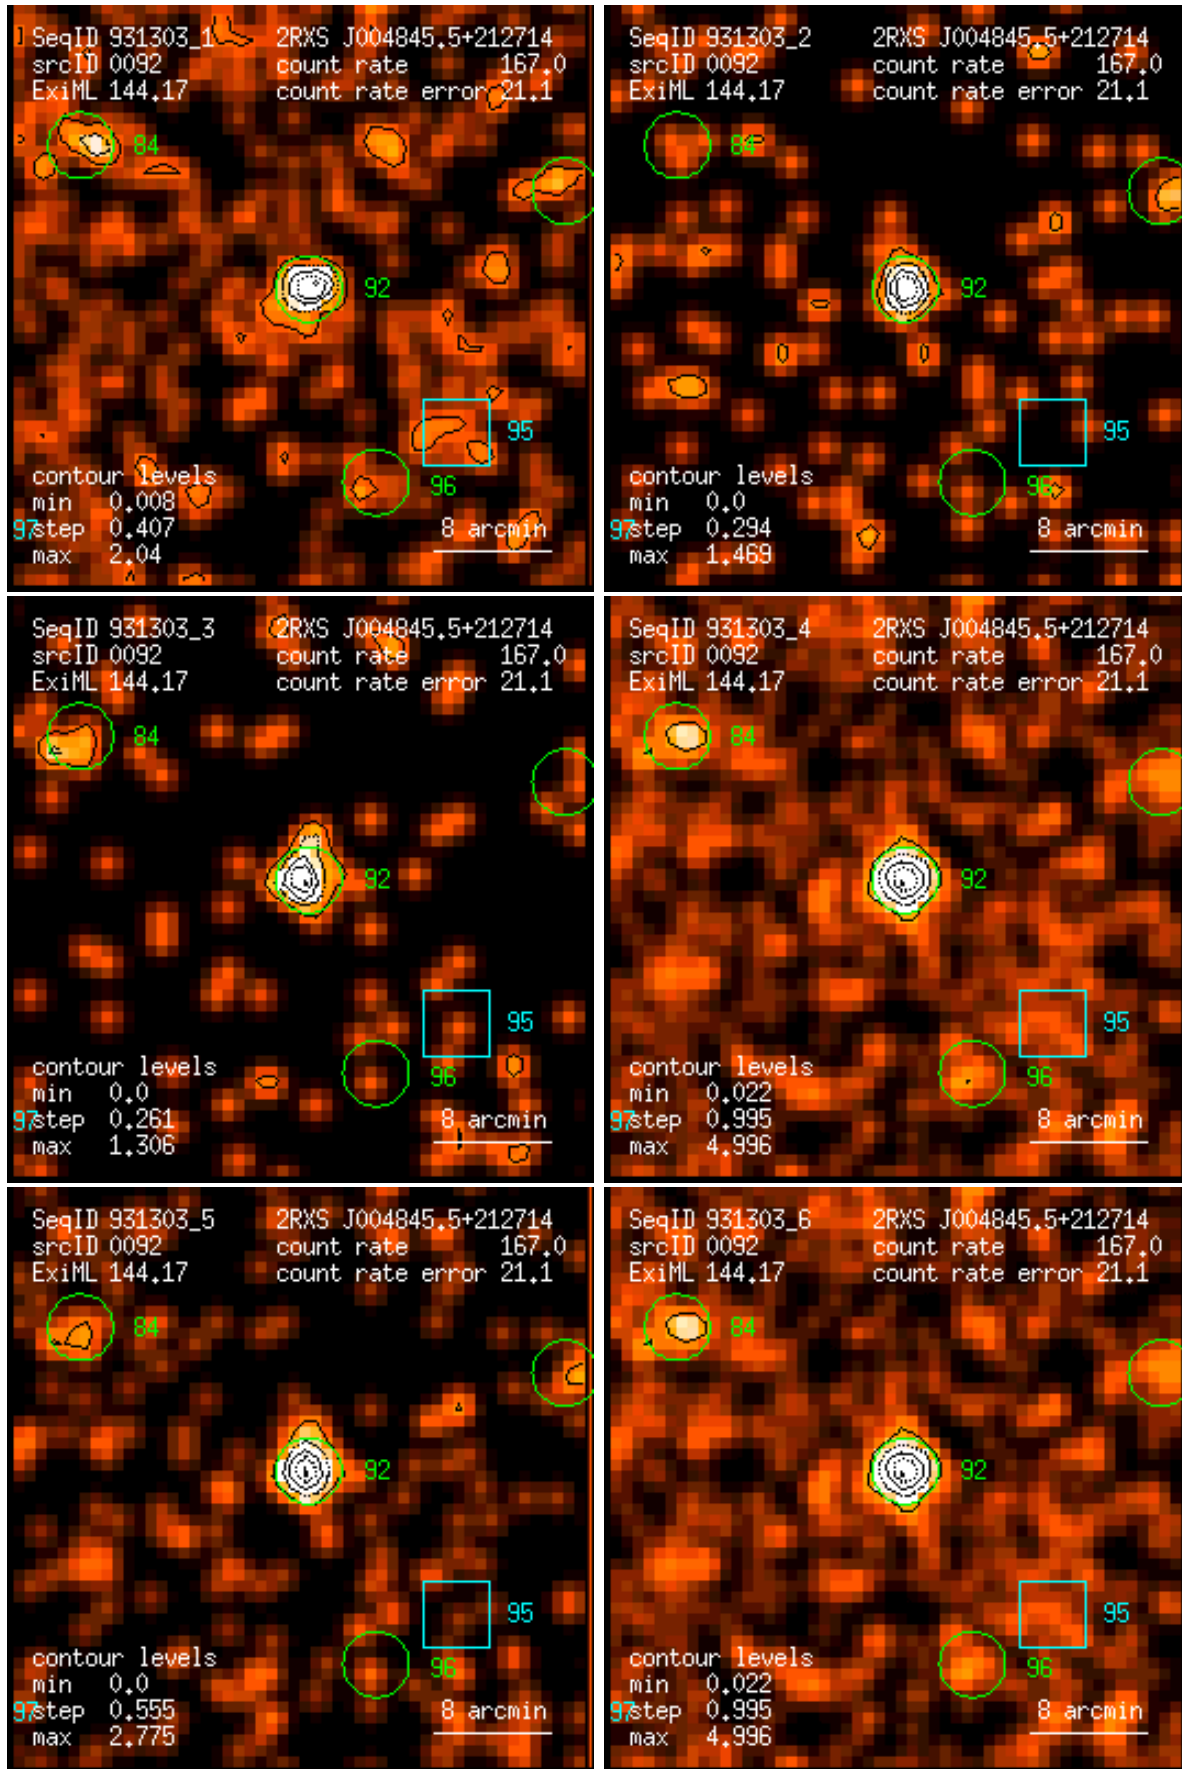 SeqID 931303_1 2RXS J004845.5+212714
srcID 0092 count rate 167.0
ExiML 144.17 count rate error 21.1
84
92
95
contour levels
96
min 0.008
97 step 0.407 8 arcmin
max 2.04
SeqID 931303_2 2RXS J004845.5+212714
srcID 0092 count rate 167.0
ExiML 144.17 count rate error 21.1
84
92
95
contour levels
96
min 0.0
97 step 0.294 8 arcmin
max 1.469
SeqID 931303_3 2RXS J004845.5+212714
srcID 0092 count rate 167.0
ExiML 144.17 count rate error 21.1
84
92
95
contour levels
96
min 0.0
97 step 0.261 8 arcmin
max 1.306
SeqID 931303_4 2RXS J004845.5+212714
srcID 0092 count rate 167.0
ExiML 144.17 count rate error 21.1
84
92
95
contour levels
96
min 0.022
97 step 0.995 8 arcmin
max 4.996
SeqID 931303_5 2RXS J004845.5+212714
srcID 0092 count rate 167.0
ExiML 144.17 count rate error 21.1
84
92
95
contour levels
96
min 0.0
97 step 0.555 8 arcmin
max 2.775
SeqID 931303_6 2RXS J004845.5+212714
srcID 0092 count rate 167.0
ExiML 144.17 count rate error 21.1
84
92
95
contour levels
96
min 0.022
97 step 0.995 8 arcmin
max 4.996